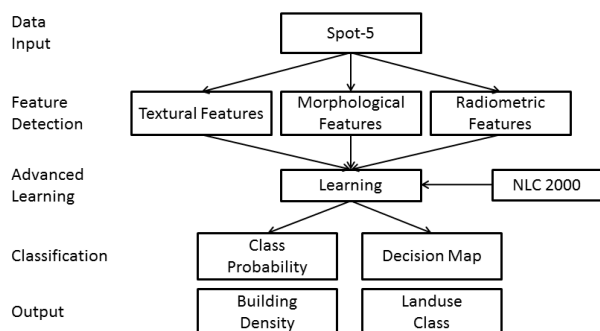 Data
Input
Spot-5
Feature
Detection
Textural Features
Morphological
Features
Radiometric
Features
Advanced
Learning
Learning
NLC 2000
Classification
Class
Probability
Decision Map
Output
Building
Density
Landuse
Class